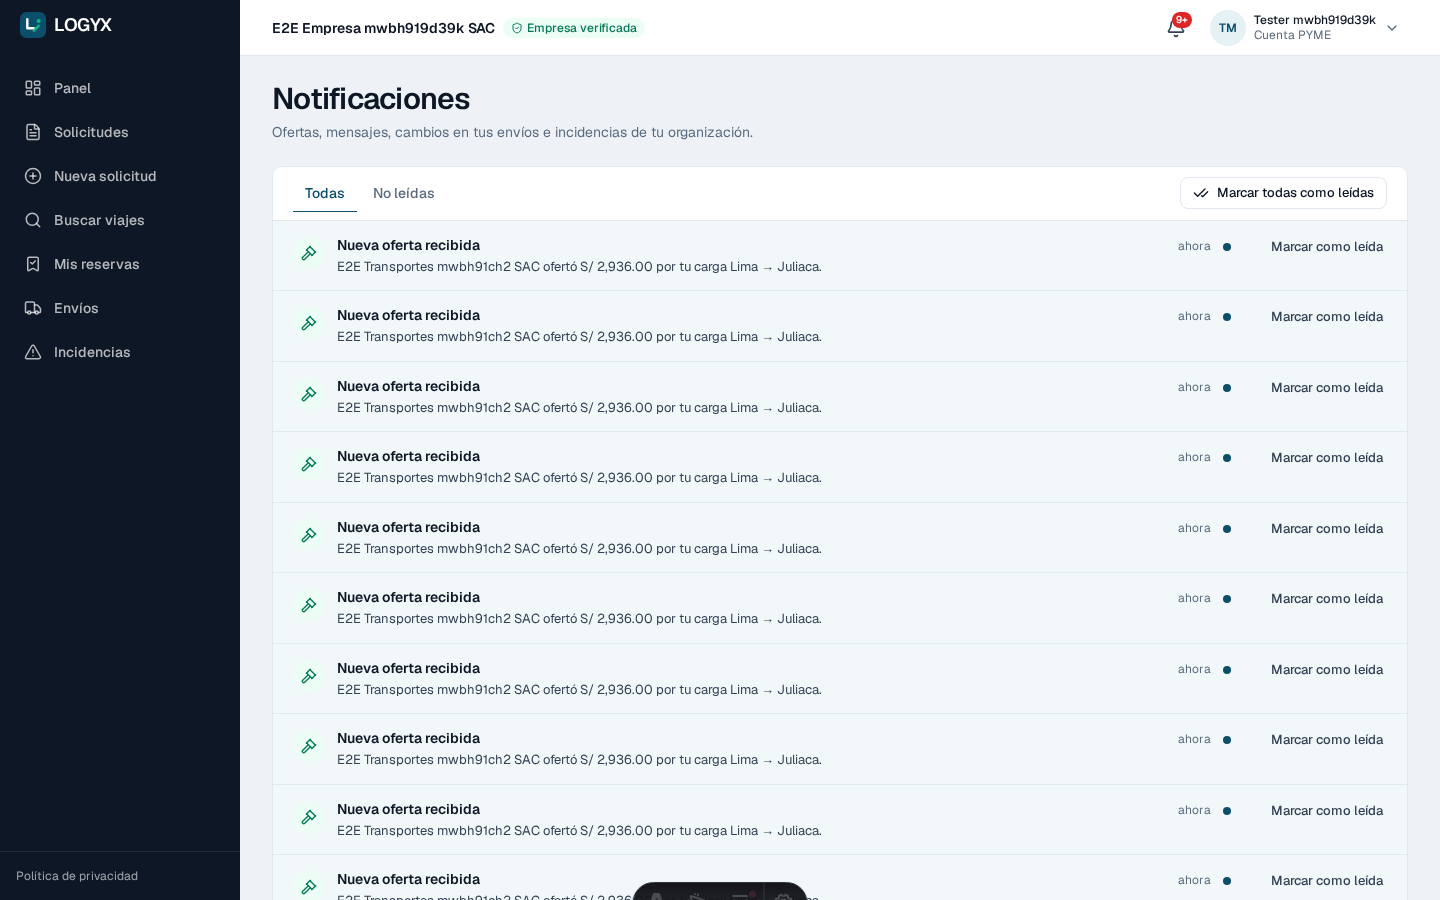 LOGYX
Panel
Solicitudes
Nueva solicitud
Buscar viajes
Mis reservas
Envíos
Incidencias
Política de privacidad
E2E Empresa mwbh919d39k SAC
Empresa verificada
9+
TM
Tester mwbh919d39k
Cuenta PYME
Notificaciones
Ofertas, mensajes, cambios en tus envíos e incidencias de tu organización.
Todas
No leídas
Marcar todas como leídas
Nueva oferta recibida
E2E Transportes mwbh91ch2 SAC ofertó S/ 2,936.00 por tu carga Lima → Juliaca.
ahora
Marcar como leída
Nueva oferta recibida
E2E Transportes mwbh91ch2 SAC ofertó S/ 2,936.00 por tu carga Lima → Juliaca.
ahora
Marcar como leída
Nueva oferta recibida
E2E Transportes mwbh91ch2 SAC ofertó S/ 2,936.00 por tu carga Lima → Juliaca.
ahora
Marcar como leída
Nueva oferta recibida
E2E Transportes mwbh91ch2 SAC ofertó S/ 2,936.00 por tu carga Lima → Juliaca.
ahora
Marcar como leída
Nueva oferta recibida
E2E Transportes mwbh91ch2 SAC ofertó S/ 2,936.00 por tu carga Lima → Juliaca.
ahora
Marcar como leída
Nueva oferta recibida
E2E Transportes mwbh91ch2 SAC ofertó S/ 2,936.00 por tu carga Lima → Juliaca.
ahora
Marcar como leída
Nueva oferta recibida
E2E Transportes mwbh91ch2 SAC ofertó S/ 2,936.00 por tu carga Lima → Juliaca.
ahora
Marcar como leída
Nueva oferta recibida
E2E Transportes mwbh91ch2 SAC ofertó S/ 2,936.00 por tu carga Lima → Juliaca.
ahora
Marcar como leída
Nueva oferta recibida
E2E Transportes mwbh91ch2 SAC ofertó S/ 2,936.00 por tu carga Lima → Juliaca.
ahora
Marcar como leída
Nueva oferta recibida
E2E Transportes mwbh91ch2 SAC ofertó S/
ahora
Marcar como leída